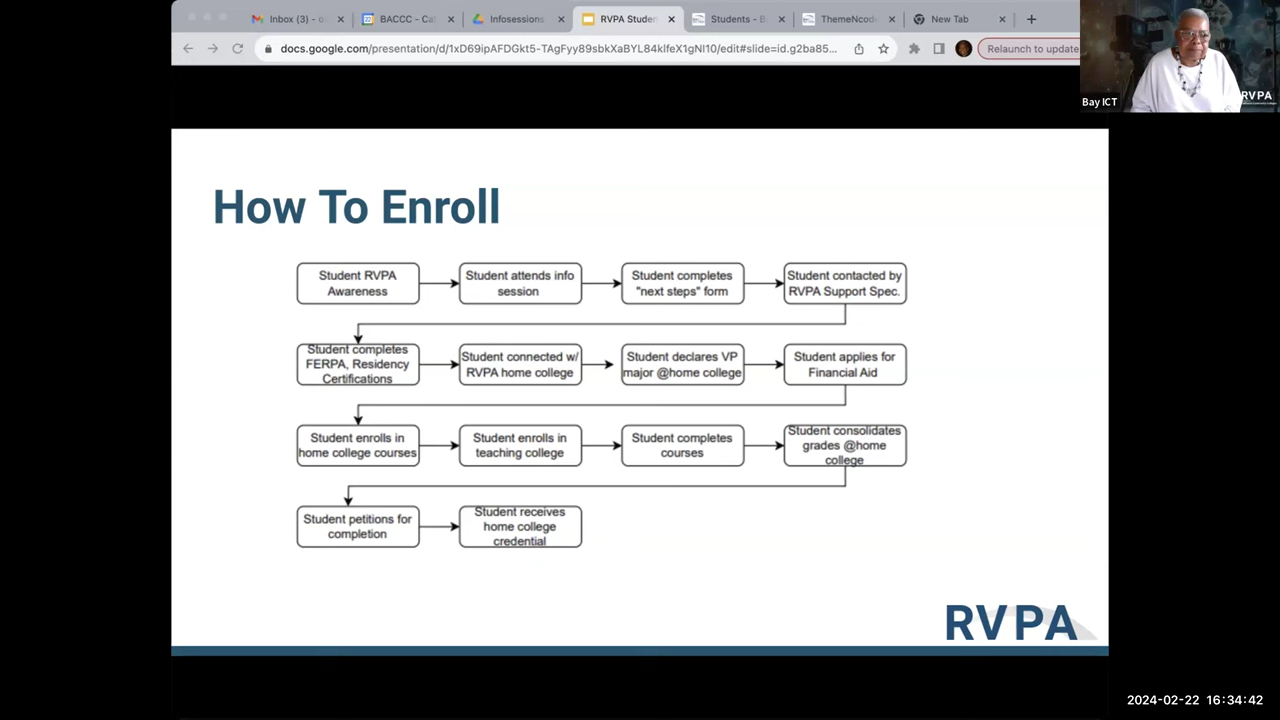 Inbox (3) - o
BACCC - Cal
Infosessions
RVPA Studen
Students - B
ThemeNcod
New Tab
docs.google.com/presentation/d/1xD69ipAFDGkt5-TAgFyy89sbkXaBYL84klfeX1gNl10/edit#slide=id.g2ba85...
Relaunch to update
Bay ICT
RVPA
How To Enroll
Student RVPA
Awareness
Student attends info
session
Student completes
"next steps" form
Student contacted by
RVPA Support Spec.
Student completes
FERPA, Residency
Certifications
Student connected w/
RVPA home college
Student declares VP
major @home college
Student applies for
Financial Aid
Student enrolls in
home college courses
Student enrolls in
teaching college
Student completes
courses
Student consolidates
grades @home
college
Student petitions for
completion
Student receives
home college
credential
RVPA
2024-02-22 16:34:42